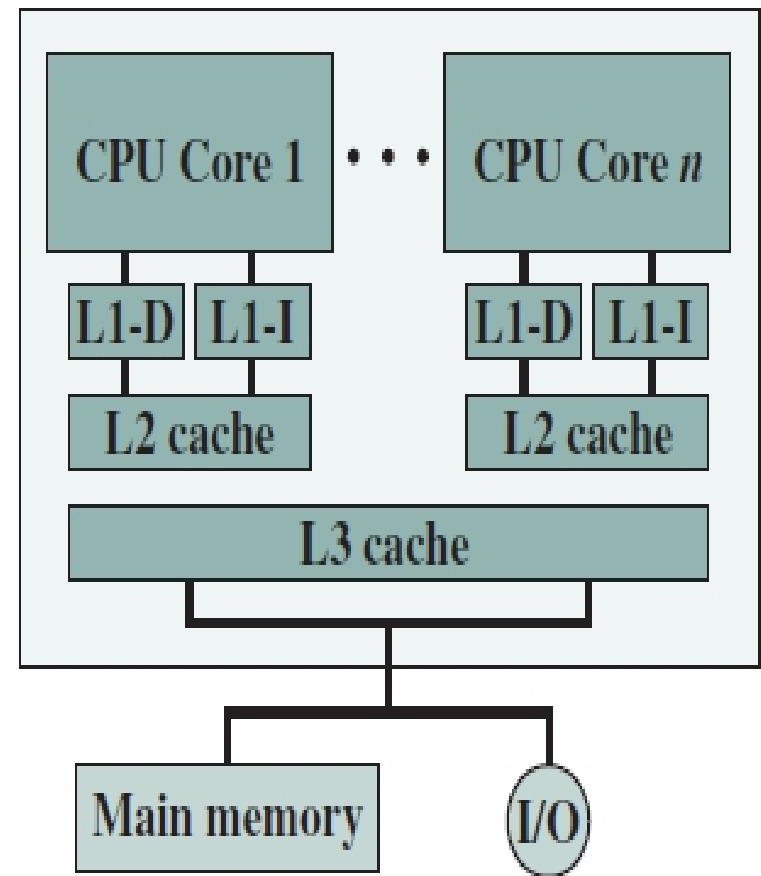 CPU Core 1
• • •
CPU Core n
L1-D
L1-I
L1-D
L1-I
L2 cache
L2 cache
L3 cache
Main memory
I/O